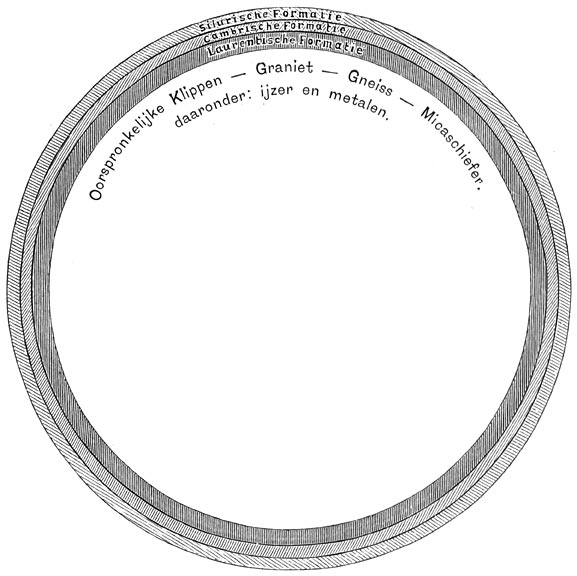 Silurische Formatie
Cambrische Formatie
Laurentische Formatie
Oorspronkelijke Klippen — Graniet — Gneiss — Micaschiefer.
daaronder: ijzer en metalen.